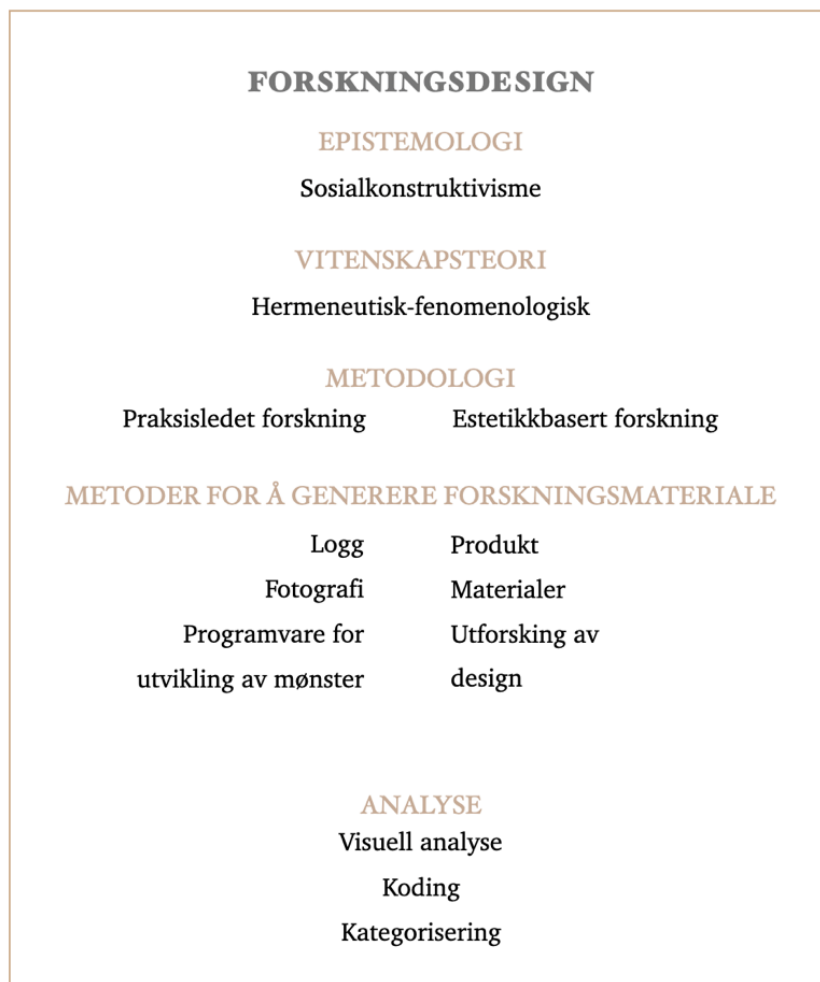 FORSKNINGSDESIGN
EPISTEMOLOGI
Sosialkonstruktivisme
VITENSKAPSTEORI
Hermeneutisk-fenomenologisk
METODOLOGI
Praksisledet forskning
Estetikkbasert forskning
METODER FOR Å GENERERE FORSKNINGSMATERIALE
Logg
Fotografi
Programvare for
utvikling av mønster
Produkt
Materialer
Utforsking av
design
ANALYSE
Visuell analyse
Koding
Kategorisering